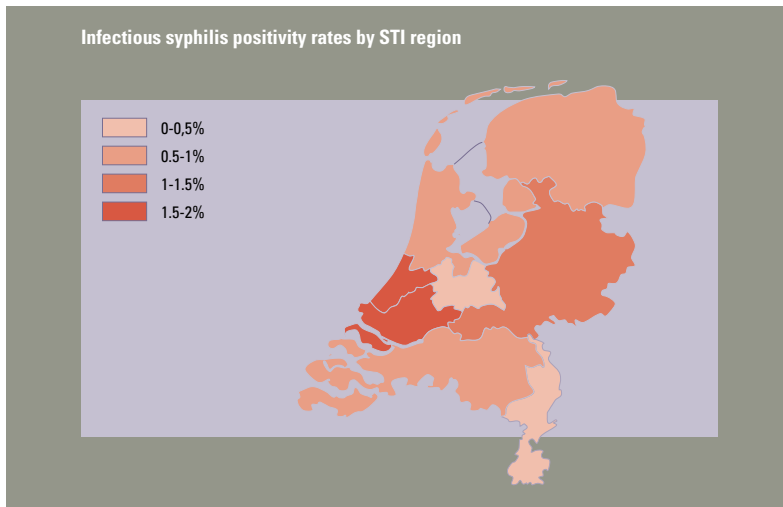 Infectious syphilis positivity rates by STI region
0-0,5%
0.5-1%
1-1.5%
1.5-2%